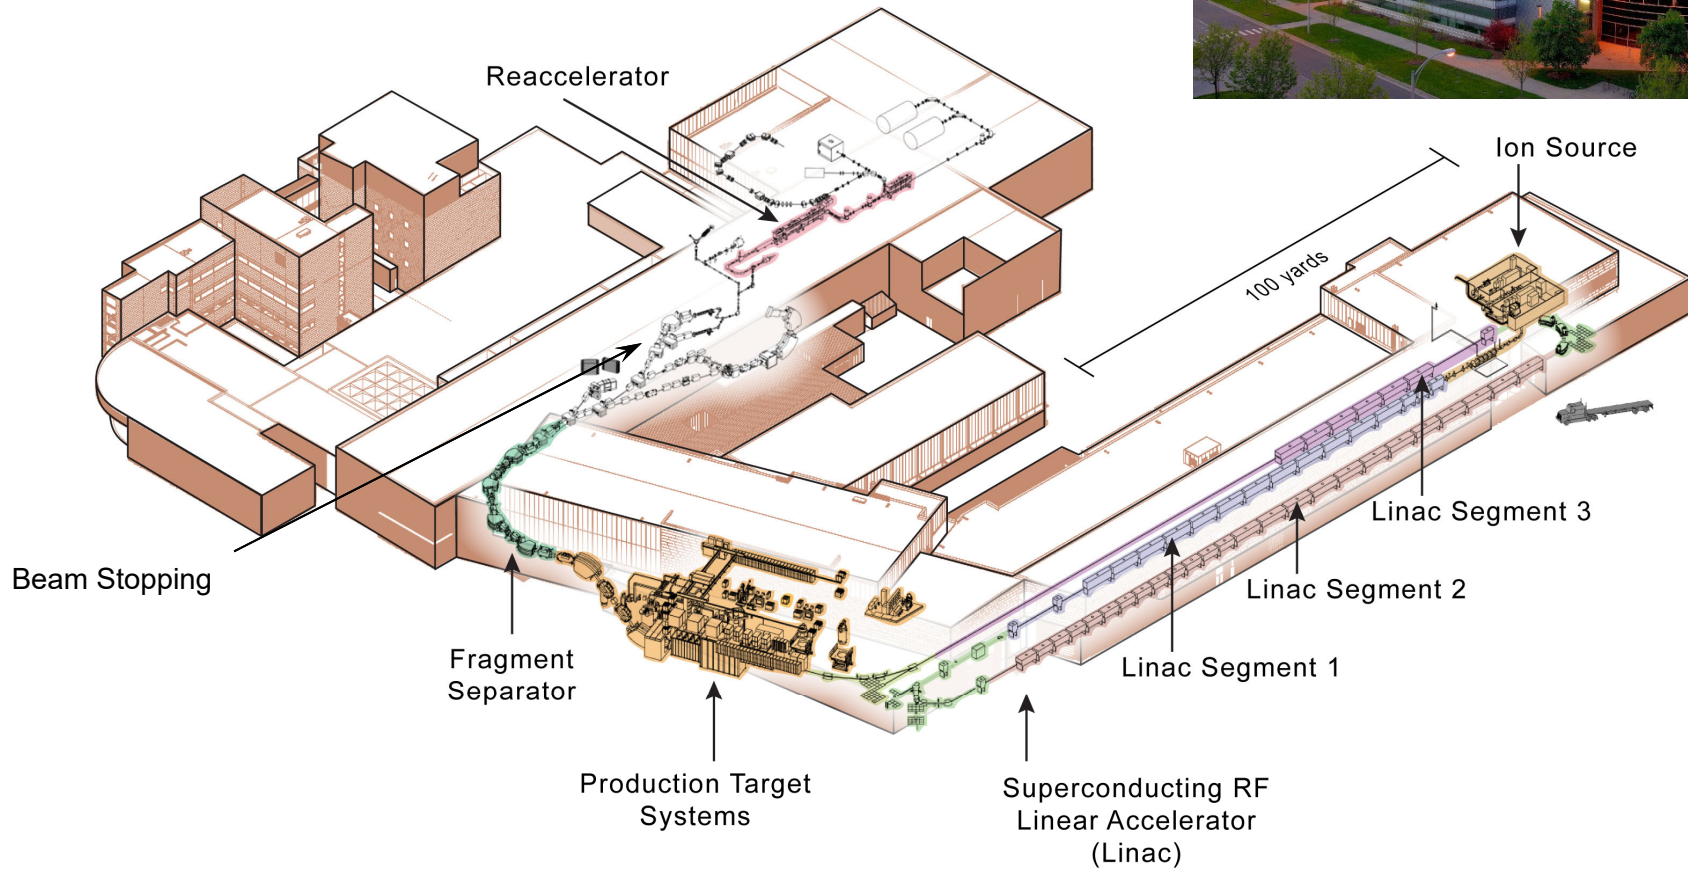 Reaccelerator
Ion Source
100 yards
Linac Segment 3
Beam Stopping
Linac Segment 2
Fragment
Separator
Linac Segment 1
Production Target
Systems
Superconducting RF
Linear Accelerator
(Linac)